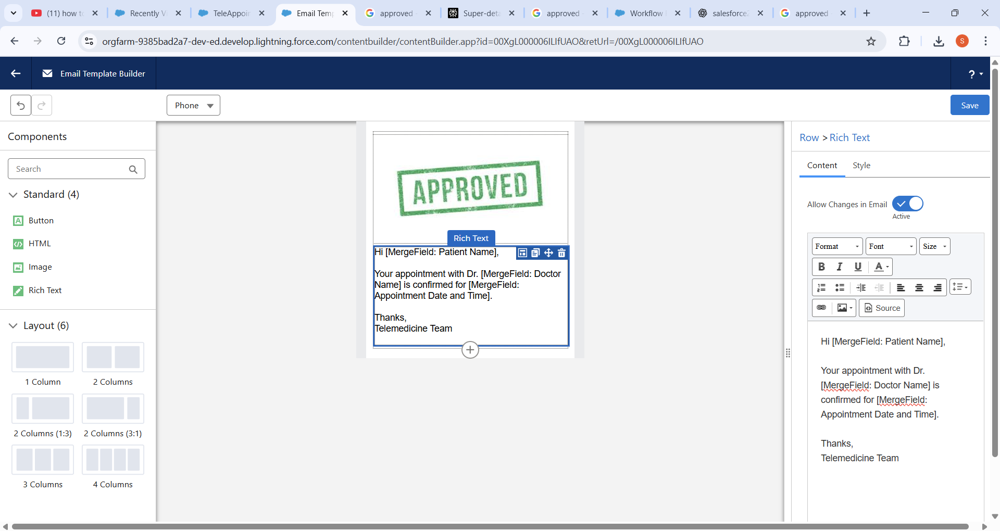 (11) how to
Recently V
TeleAppoin
Email Temp
approved -
Super-deta
approved -
Workflow
salesforce
approved
orgfarm-9385bad2a7-dev-ed.develop.lightning.force.com/contentbuilder/contentBuilder.app?id=00XgL000006ILIfUAO&retUrl=/00XgL000006ILIfUAO
S
Email Template Builder
?
Phone
Save
Components
Search
Standard (4)
Button
HTML
Image
Rich Text
Layout (6)
1 Column
2 Columns
2 Columns (1:3)
2 Columns (3:1)
3 Columns
4 Columns
APPROVED
Rich Text
Hi [MergeField: Patient Name],
Your appointment with Dr. [MergeField: Doctor
Name] is confirmed for [MergeField:
Appointment Date and Time].
Thanks,
Telemedicine Team
Row > Rich Text
Content
Style
Allow Changes in Email
Active
Format
Font
Size
B I U A
Source
Hi [MergeField: Patient Name],
Your appointment with Dr.
[MergeField: Doctor Name] is
confirmed for [MergeField:
Appointment Date and Time].
Thanks,
Telemedicine Team